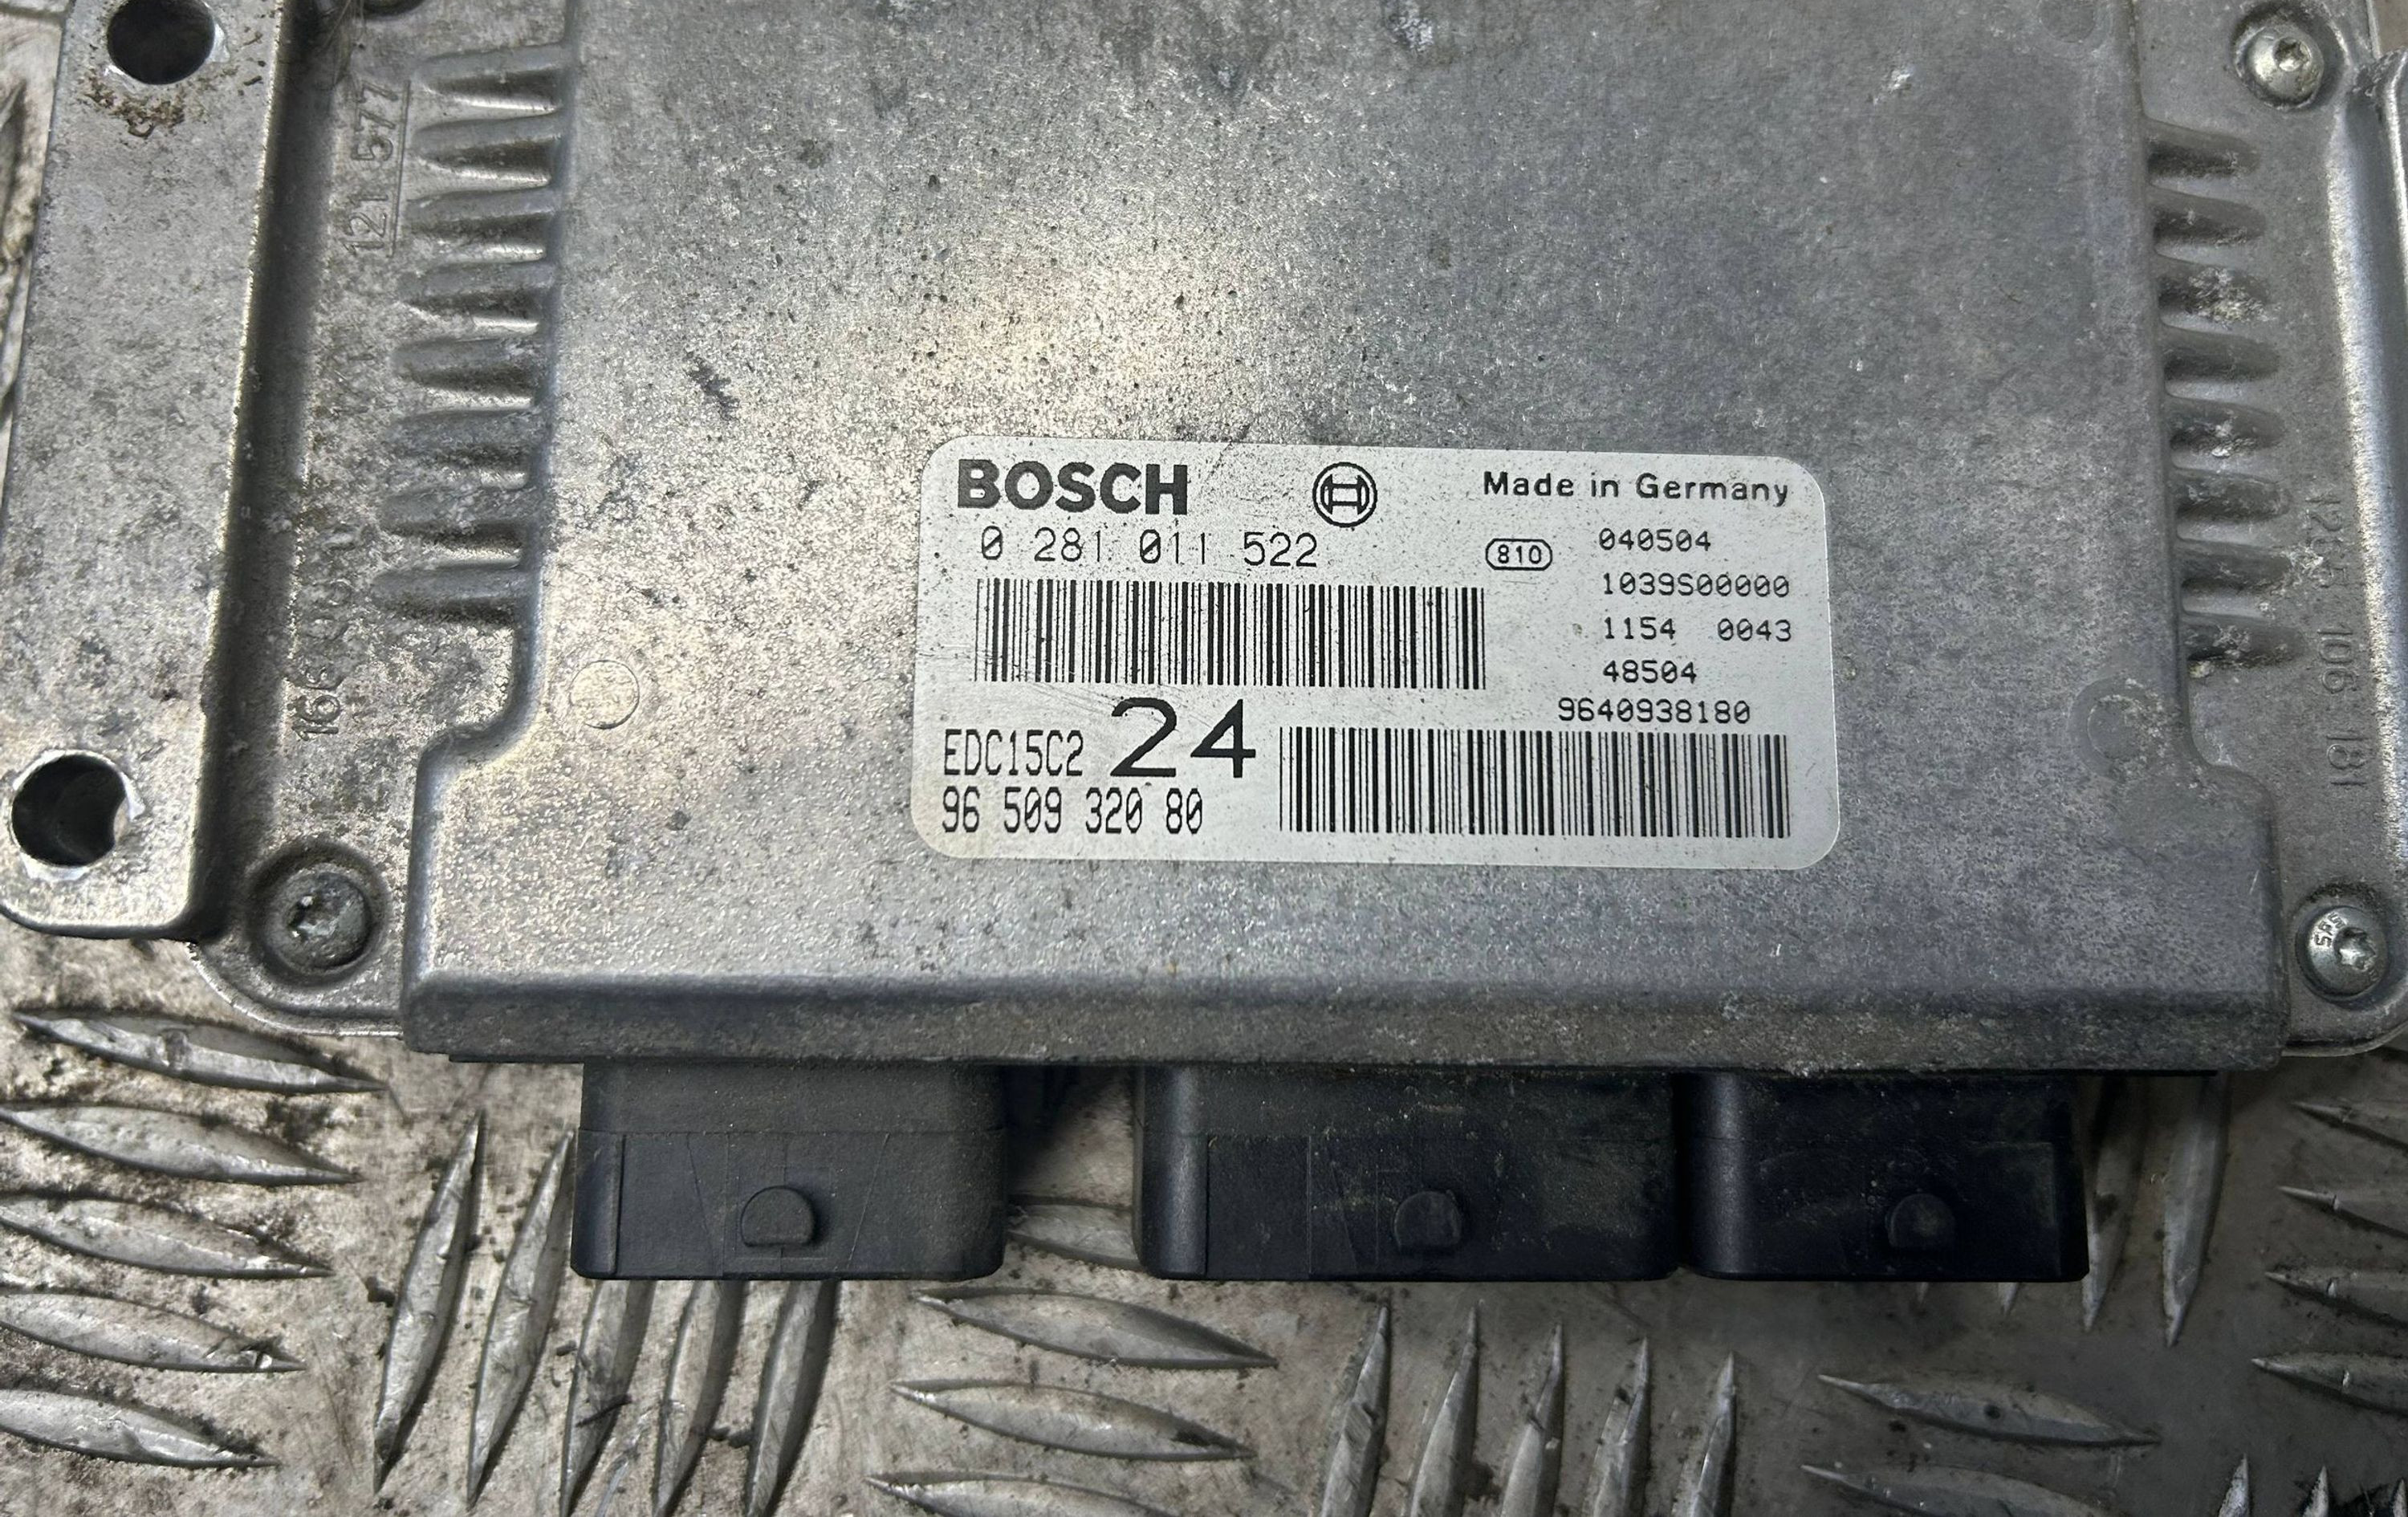 BOSCH
Made in Germany
0 281 011 522
810
040504
1039S00000
1154 0043
48504
9640938180
EDC15C2 24
96 509 320 80
121 577